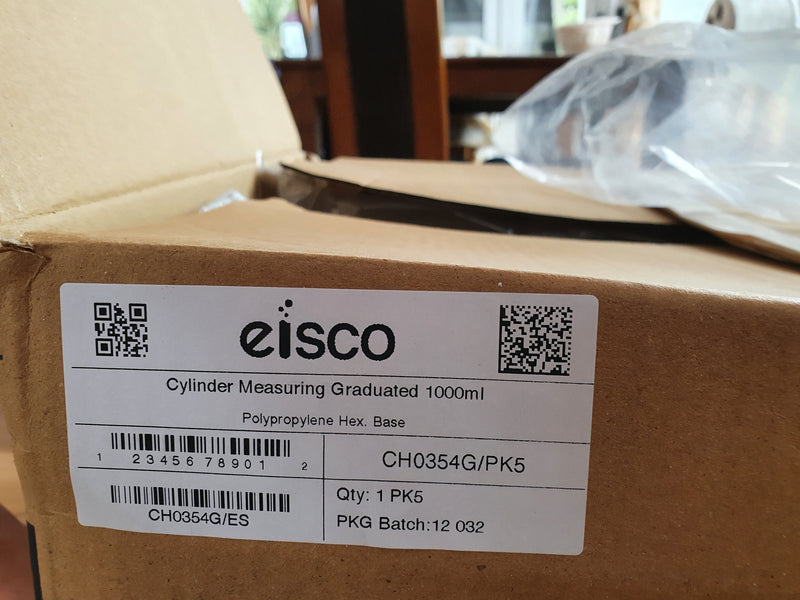 eisco
Cylinder Measuring Graduated 1000ml
Polypropylene Hex. Base
1 23456 78901 2
CH0354G/PK5
CH0354G/ES
Qty: 1 PK5
PKG Batch:12 032